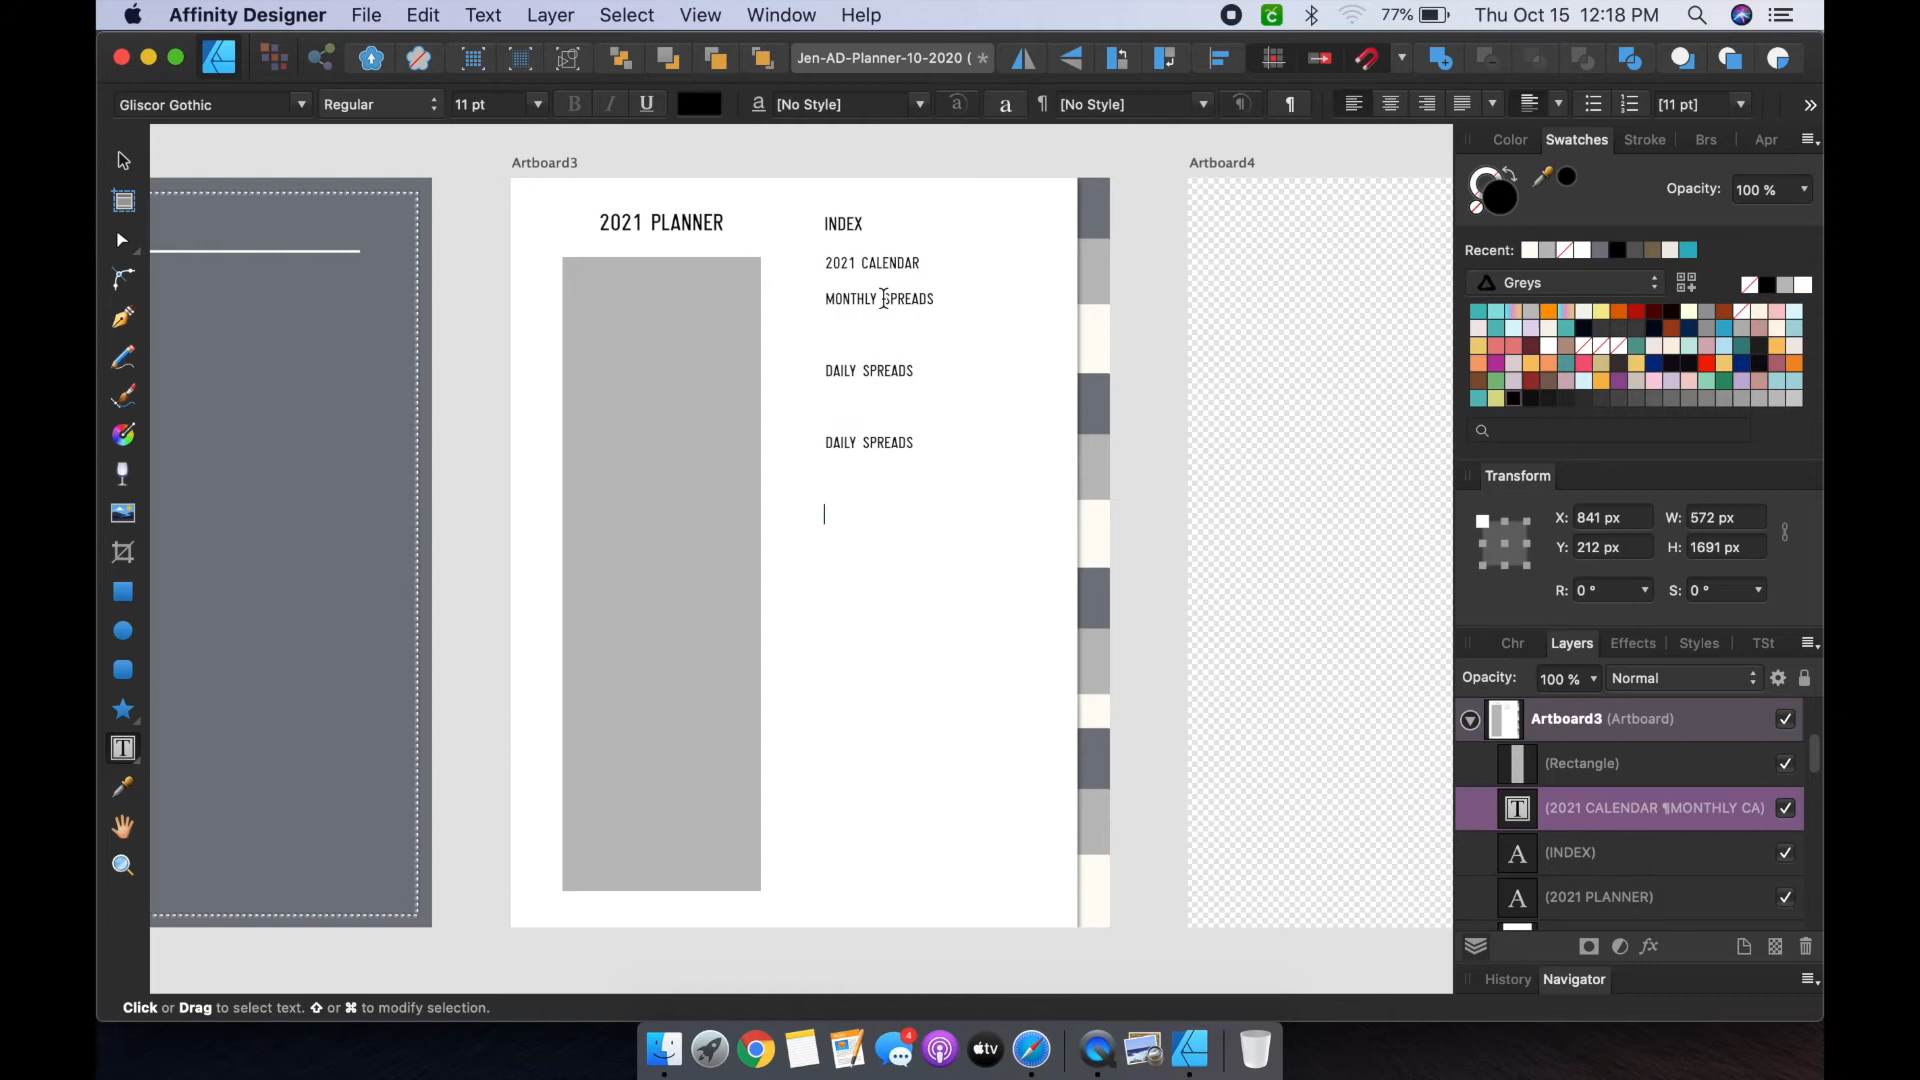 Affinity Designer File Edit Text Layer Select View Window Help 77% Thu Oct 15 12:18 PM
Jen-AD-Planner-10-2020 (
Gliscor Gothic Regular 11 pt B I U a [No Style] a a ¶ [No Style] ¶ [11 pt]
Color Swatches Stroke Brs Apr
Opacity: 100 %
Recent:
Greys
Artboard3
Artboard4
2021 PLANNER
INDEX
2021 CALENDAR
MONTHLY SPREADS
DAILY SPREADS
DAILY SPREADS
Transform
X: 841 px W: 572 px
Y: 212 px H: 1691 px
R: 0 ° S: 0 °
Chr Layers Effects Styles TSt
Opacity: 100 % Normal
Artboard3 (Artboard)
(Rectangle)
(2021 CALENDAR ¶MONTHLY CA)
(INDEX)
(2021 PLANNER)
fx
History Navigator
Click or Drag to select text. ⇧ or ⌘ to modify selection.
4
tv